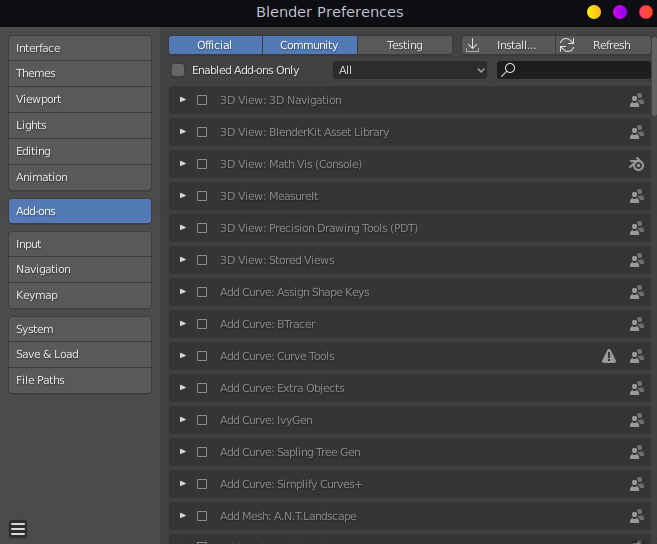 Blender Preferences
Interface
Themes
Viewport
Lights
Editing
Animation
Add-ons
Input
Navigation
Keymap
System
Save & Load
File Paths
Official Community Testing Install... Refresh
Enabled Add-ons Only All
3D View: 3D Navigation
3D View: BlenderKit Asset Library
3D View: Math Vis (Console)
3D View: MeasureIt
3D View: Precision Drawing Tools (PDT)
3D View: Stored Views
Add Curve: Assign Shape Keys
Add Curve: BTracer
Add Curve: Curve Tools
Add Curve: Extra Objects
Add Curve: IvyGen
Add Curve: Sapling Tree Gen
Add Curve: Simplify Curves+
Add Mesh: A.N.T.Landscape